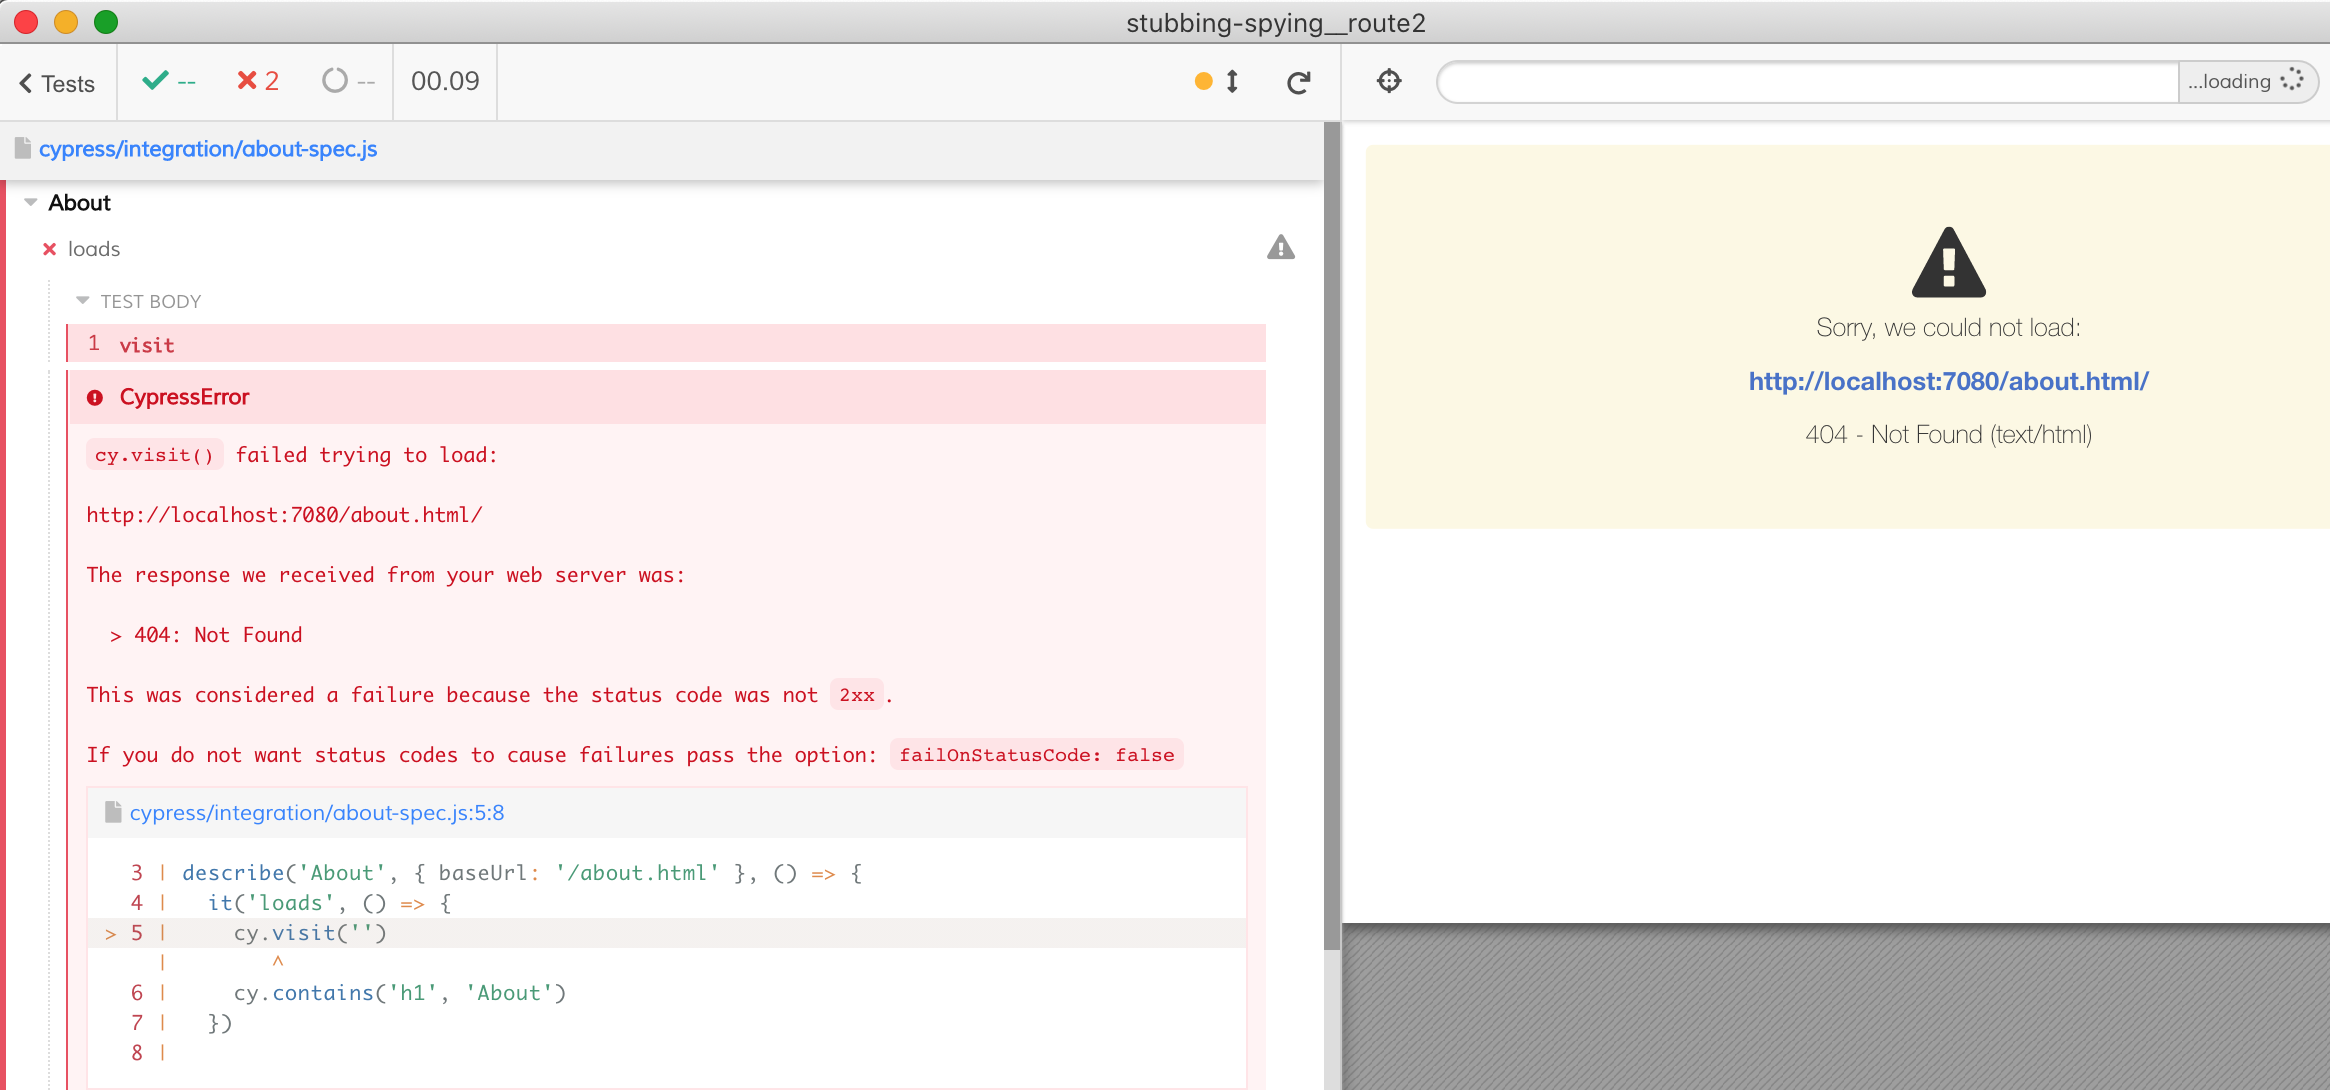 stubbing-spying__route2
Tests
--
2
--
00.09
...loading
cypress/integration/about-spec.js
About
loads
TEST BODY
1 visit
CypressError
cy.visit() failed trying to load:
http://localhost:7080/about.html/
The response we received from your web server was:
> 404: Not Found
This was considered a failure because the status code was not 2xx.
If you do not want status codes to cause failures pass the option: failOnStatusCode: false
cypress/integration/about-spec.js:5:8
3 | describe('About', { baseUrl: '/about.html' }, () => {
4 |   it('loads', () => {
> 5 |     cy.visit('')
|        ^
6 |     cy.contains('h1', 'About')
7 |   })
8 |
Sorry, we could not load:
http://localhost:7080/about.html/
404 - Not Found (text/html)